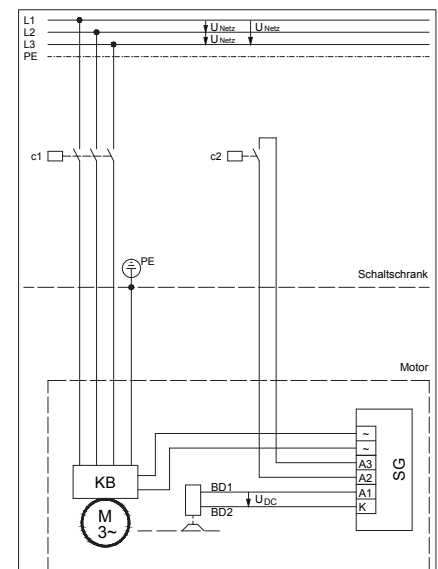 L1
L2 U Netz U Netz
L3 U Netz
PE
c1 c2
PE
Schaltschrank
Motor
~
~
A3
KB A2 SG
BD1 A1
U DC
BD2 K
M
3~